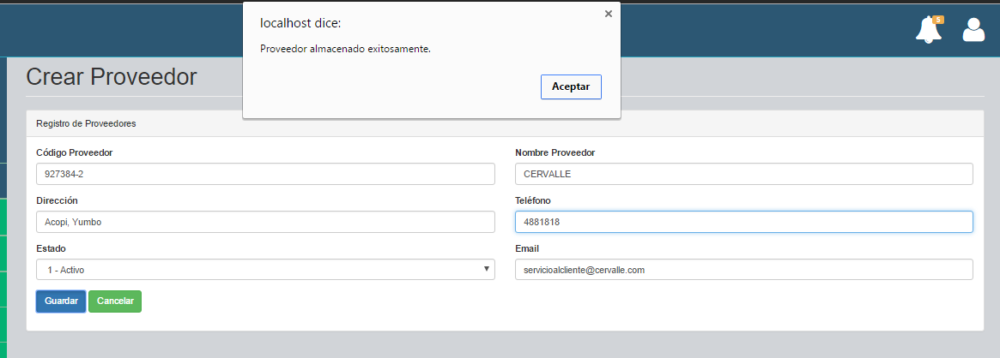 localhost dice:
×
Proveedor almacenado exitosamente.
Aceptar
5
Crear Proveedor
Registro de Proveedores
Código Proveedor
Nombre Proveedor
927384-2
CERVALLE
Dirección
Teléfono
Acopi, Yumbo
4881818
Estado
Email
1 - Activo
servicioalcliente@cervalle.com
Guardar
Cancelar